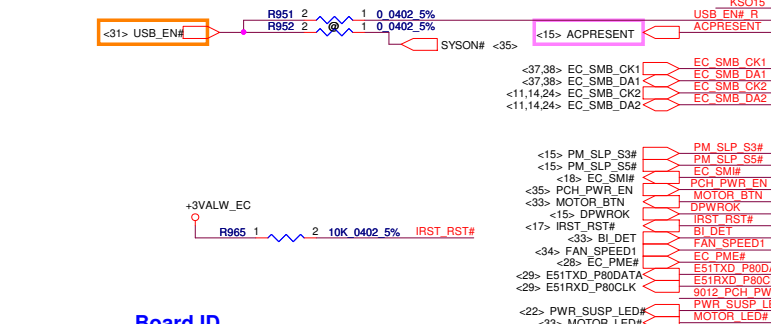 KSO15
R951 2 1 0_0402_5% USB_EN#_R
R952 2 @ 1 0_0402_5% ACPRESENT
<31> USB_EN# <15> ACPRESENT
SYSON# <35>
<37,38> EC_SMB_CK1 EC_SMB_CK1
<37,38> EC_SMB_DA1 EC_SMB_DA1
<11,14,24> EC_SMB_CK2 EC_SMB_CK2
<11,14,24> EC_SMB_DA2 EC_SMB_DA2
<15> PM_SLP_S3# PM_SLP_S3#
<15> PM_SLP_S5# PM_SLP_S5#
<18> EC_SMI# EC_SMI#
<35> PCH_PWR_EN PCH_PWR_EN
<33> MOTOR_BTN MOTOR_BTN
+3VALW_EC
<15> DPWROK DPWROK
<17> IRST_RST# IRST_RST#
R965 1 2 10K_0402_5% IRST_RST#
<33> BI_DET BI_DET
<34> FAN_SPEED1 FAN_SPEED1
<28> EC_PME# EC_PME#
<29> E51TXD_P80DATA E51TXD_P80DA
<29> E51RXD_P80CLK E51RXD_P80C
9012_PCH_PW
<22> PWR_SUSP_LED# PWR_SUSP_LE
<33> MOTOR_LED# MOTOR_LED#
Board ID